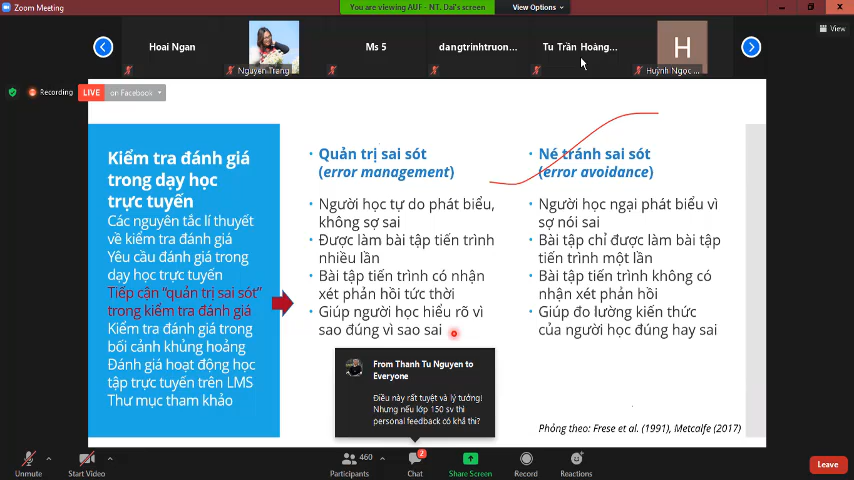 Zoom Meeting
You are viewing AUF - NT. Dai's screen
View Options
Hoai Ngan
Nguyen Trang
Ms 5
dangtrinhtruon...
Tu Trần Hoàng...
H
Huỳnh Ngọc ...
View
Recording
LIVE
on Facebook
Kiểm tra đánh giá
trong dạy học
trực tuyến
Các nguyên tắc lí thuyết
về kiểm tra đánh giá
Yêu cầu đánh giá trong
dạy học trực tuyến
Tiếp cận “quản trị sai sót”
trong kiểm tra đánh giá
Kiểm tra đánh giá trong
bối cảnh khủng hoảng
Đánh giá hoạt động học
tập trực tuyến trên LMS
Thư mục tham khảo
• Quản trị sai sót
(error management)
• Người học tự do phát biểu,
không sợ sai
• Được làm bài tập tiến trình
nhiều lần
• Bài tập tiến trình có nhận
xét phản hồi tức thời
• Giúp người học hiểu rõ vì
sao đúng vì sao sai
• Né tránh sai sót
(error avoidance)
• Người học ngại phát biểu vì
sợ nói sai
• Bài tập chỉ được làm bài tập
tiến trình một lần
• Bài tập tiến trình không có
nhận xét phản hồi
• Giúp đo lường kiến thức
của người học đúng hay sai
Phỏng theo: Frese et al. (1991), Metcalfe (2017)
From Thanh Tu Nguyen to
Everyone
Điều này rất tuyệt và lý tưởng!
Nhưng nếu lớp 150 sv thì
personal feedback có khả thi?
Unmute
Start Video
460
Participants
2
Chat
Share Screen
Record
Reactions
Leave